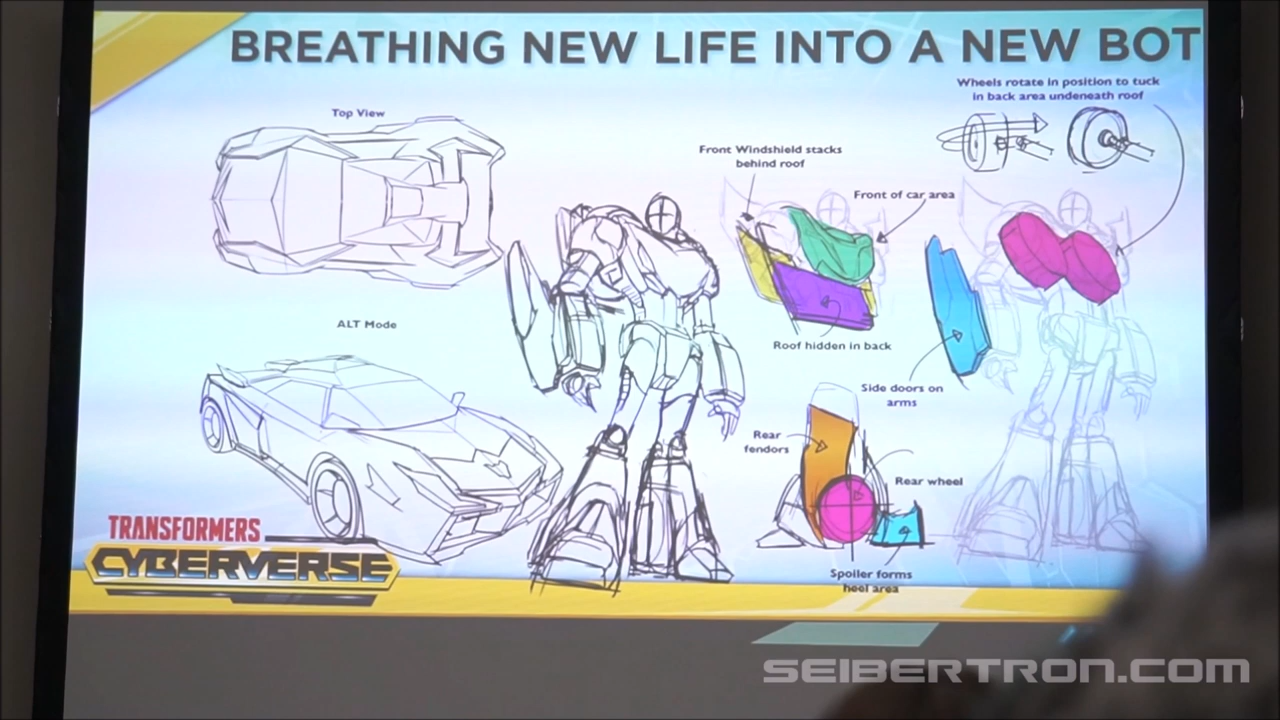 BREATHING NEW LIFE INTO A NEW BOT
Wheels rotate in position to tuck
in back area undeneath roof
Top View
Front Windshield stacks
behind roof
Front of car area
ALT Mode
Roof hidden in back
Side doors on
arms
Rear
fendors
Rear wheel
Spoiler forms
heel area
TRANSFORMERS
CYBERVERSE
SEIBERTRON.COM